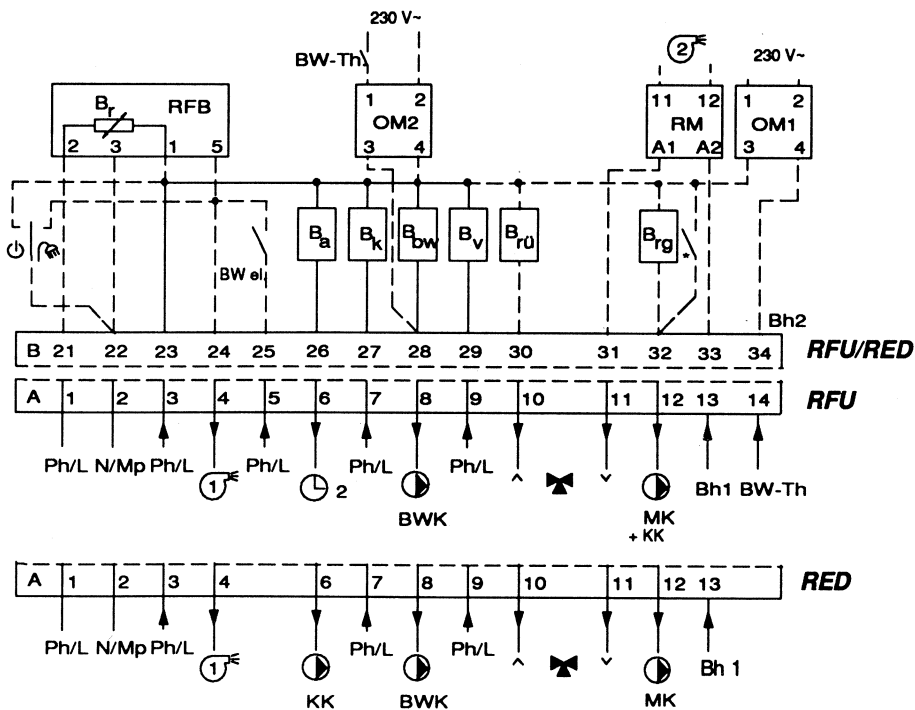 230 V~
BW-Th.
2
230 V~
Br RFB
2 3 1 5
1 2
OM2
3 4
11 12
RM
A1 A2
1 2
OM1
3 4
Ba Bk Bbw Bv Brü Brg
*
BW el.
Bh2
B 21 22 23 24 25 26 27 28 29 30 31 32 33 34 RFU/RED
A 1 2 3 4 5 6 7 8 9 10 11 12 13 14 RFU
Ph/L N/Mp Ph/L 1 Ph/L 2 Ph/L BWK Ph/L ^ v MK + KK Bh1 BW-Th
A 1 2 3 4 6 7 8 9 10 11 12 13 RED
Ph/L N/Mp Ph/L 1 KK Ph/L BWK Ph/L ^ v MK Bh 1